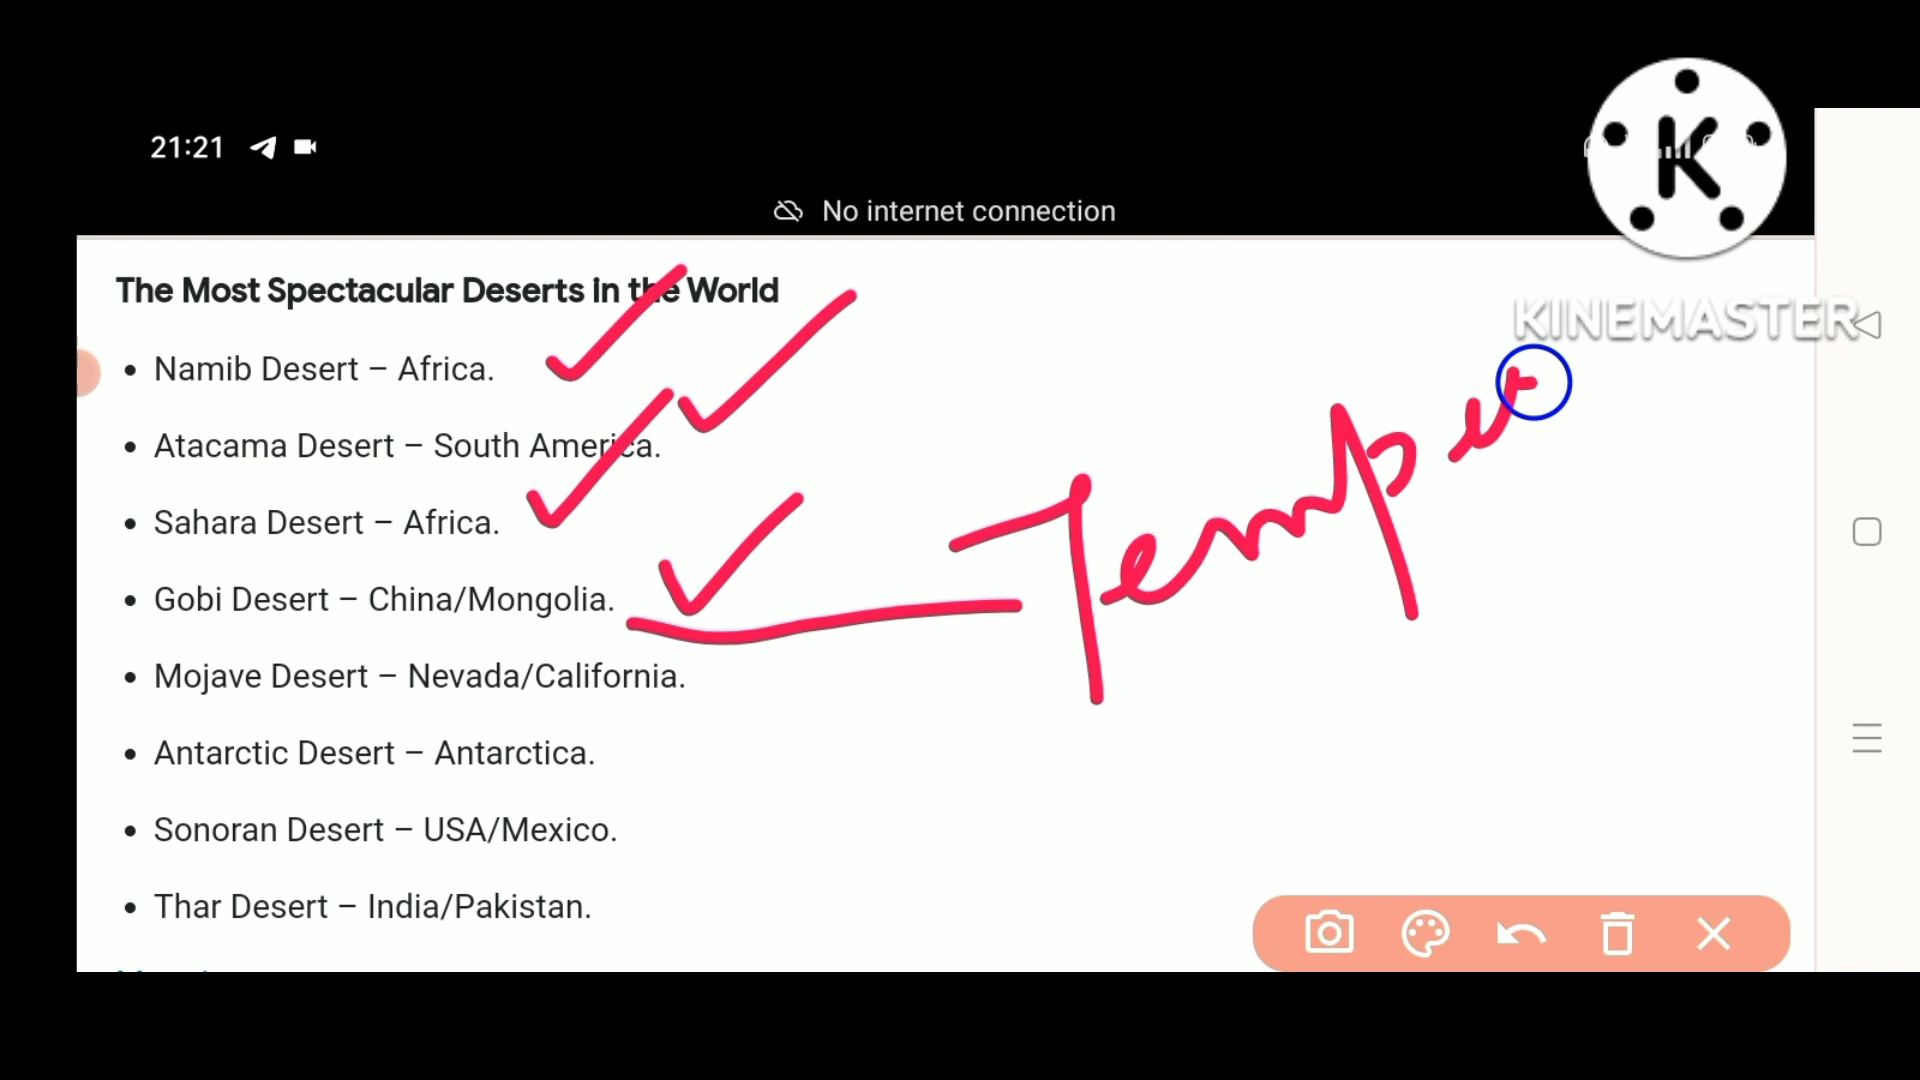 21:21
No internet connection
KINEMASTER
The Most Spectacular Deserts in the World
• Namib Desert – Africa.
• Atacama Desert – South America.
• Sahara Desert – Africa.
• Gobi Desert – China/Mongolia.
Temper
• Mojave Desert – Nevada/California.
• Antarctic Desert – Antarctica.
• Sonoran Desert – USA/Mexico.
• Thar Desert – India/Pakistan.